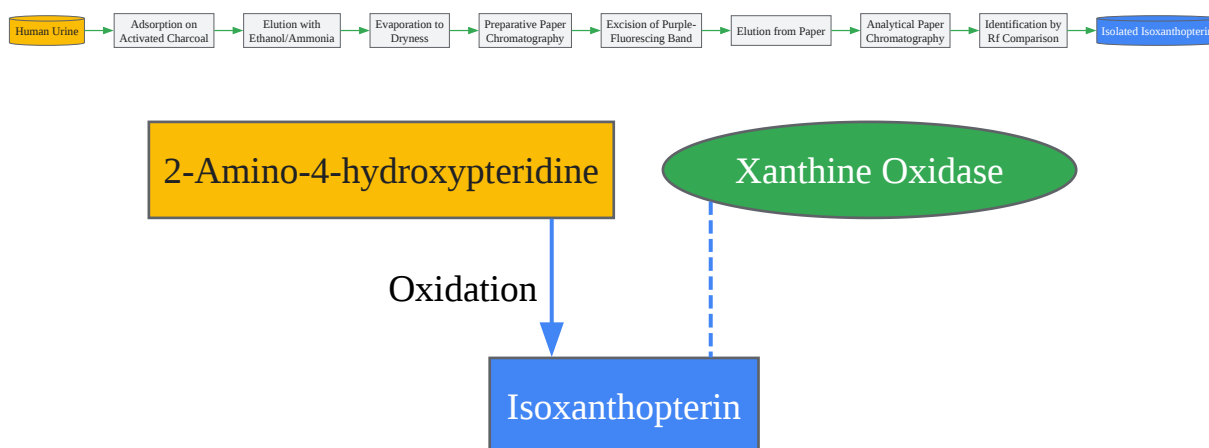 Human Urine
Adsorption on
Activated Charcoal
Elution with
Ethanol/Ammonia
Evaporation to
Dryness
Preparative Paper
Chromatography
Excision of Purple-
Fluorescing Band
Elution from Paper
Analytical Paper
Chromatography
Identification by
Rf Comparison
Isolated Isoxanthopterin
2-Amino-4-hydroxypteridine
Xanthine Oxidase
Oxidation
Isoxanthopterin